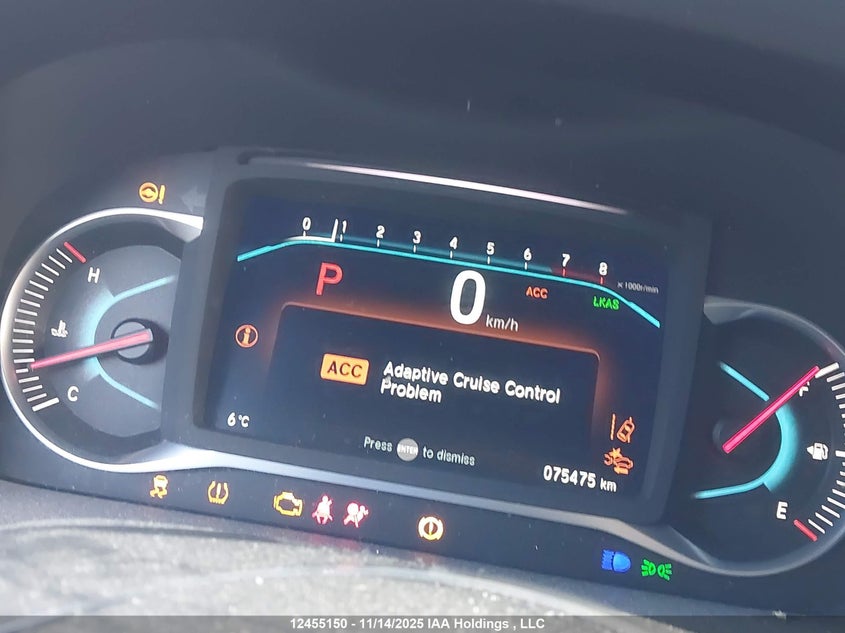 0 1 2 3 4 5 6 7 8
x 1000r/min
P
0
km/h
ACC
LKAS
H
C
ACC
Adaptive Cruise Control
Problem
6°C
Press ENTER to dismiss
075475 km
E
12455150 - 11/14/2025 IAA Holdings , LLC